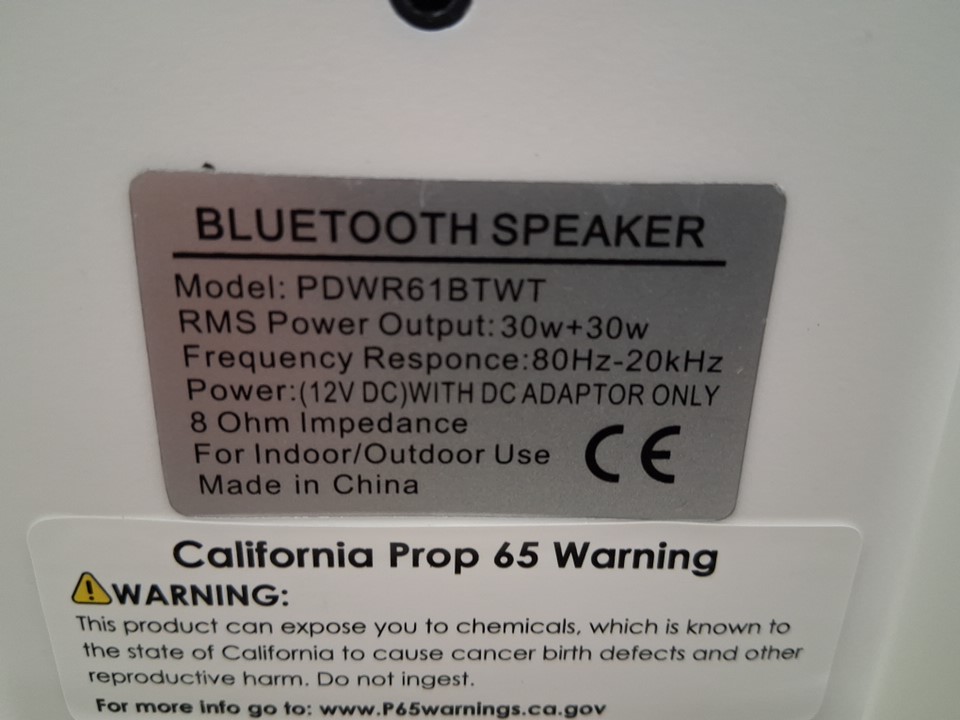 BLUETOOTH SPEAKER
Model: PDWR61BTWT
RMS Power Output:30w+30w
Frequency Responce:80Hz-20kHz
Power:(12V DC)WITH DC ADAPTOR ONLY
8 Ohm Impedance
For Indoor/Outdoor Use
CE
Made in China
California Prop 65 Warning
WARNING:
This product can expose you to chemicals, which is known to
the state of California to cause cancer birth defects and other
reproductive harm. Do not ingest.
For more info go to: www.P65warnings.ca.gov